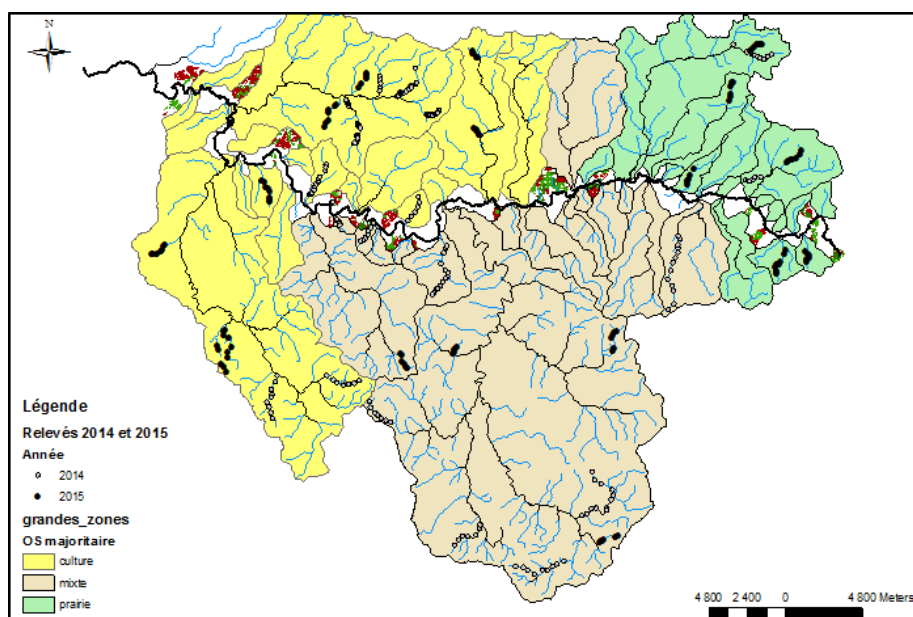 N
Légende
Relevés 2014 et 2015
Année
2014
2015
grandes_zones
OS majoritaire
culture
mixte
prairie
4 800 2 400 0 4 800 Meters